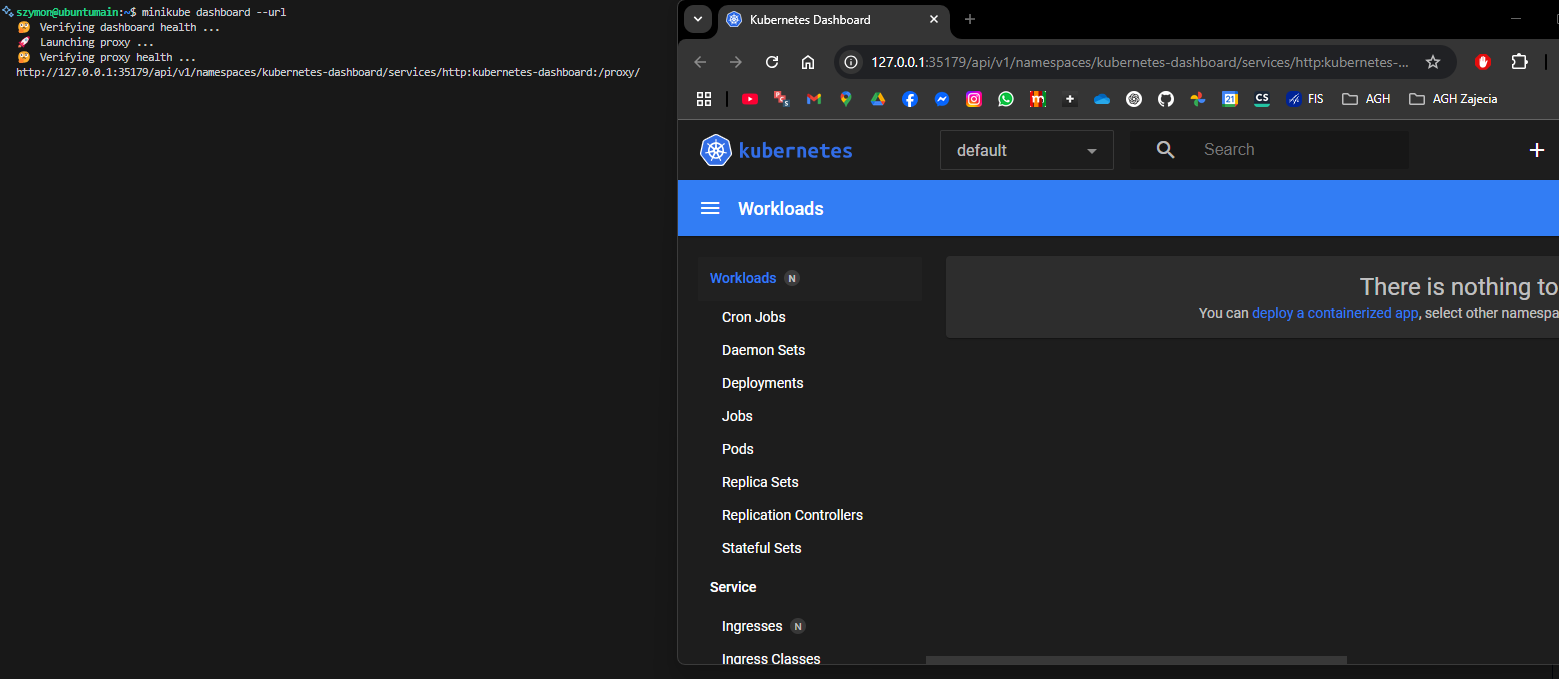 szymon@ubuntumain:~$ minikube dashboard --url
Verifying dashboard health ...
Launching proxy ...
Verifying proxy health ...
http://127.0.0.1:35179/api/v1/namespaces/kubernetes-dashboard/services/http:kubernetes-dashboard:/proxy/
Kubernetes Dashboard
127.0.0.1:35179/api/v1/namespaces/kubernetes-dashboard/services/http:kubernetes-...
21 CS FIS AGH AGH Zajecia
kubernetes default Search
Workloads
Workloads N
Cron Jobs
Daemon Sets
Deployments
Jobs
Pods
Replica Sets
Replication Controllers
Stateful Sets
Service
Ingresses N
Ingress Classes
There is nothing to
You can deploy a containerized app, select other namespa